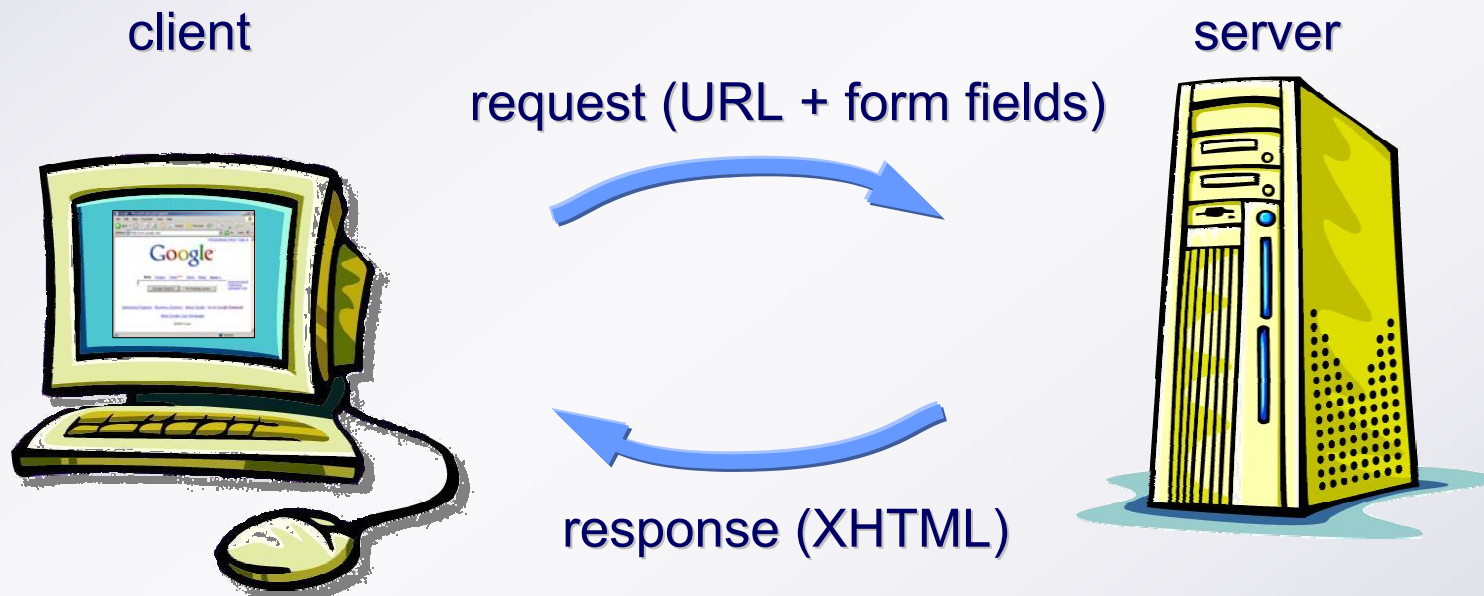 client
server
request (URL + form fields)
Google
response (XHTML)